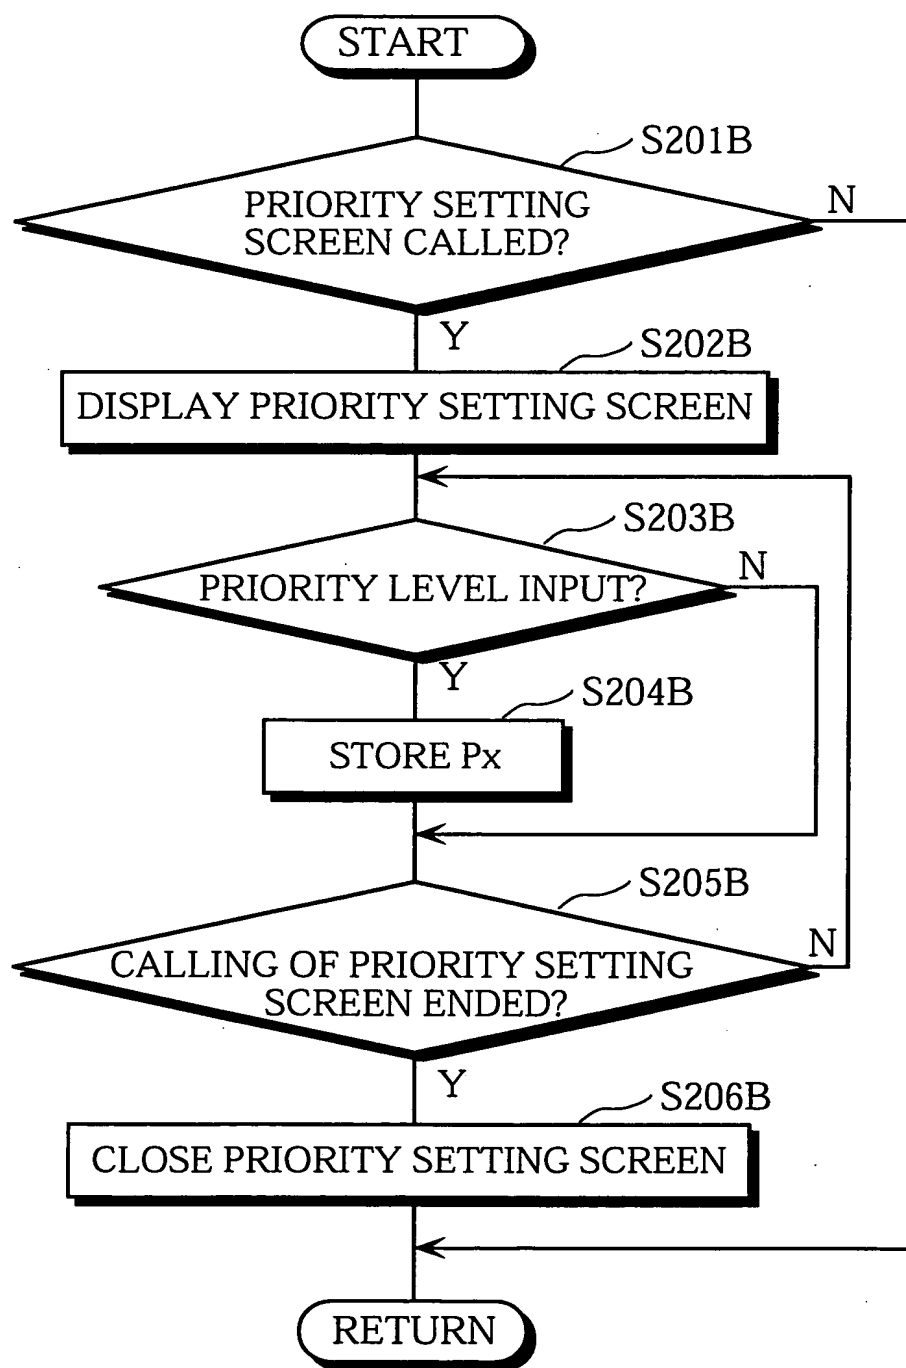 START
S201B
PRIORITY SETTING
SCREEN CALLED?
N
Y
S202B
DISPLAY PRIORITY SETTING SCREEN
S203B
PRIORITY LEVEL INPUT?
N
Y
S204B
STORE Px
S205B
CALLING OF PRIORITY SETTING
SCREEN ENDED?
N
Y
S206B
CLOSE PRIORITY SETTING SCREEN
RETURN